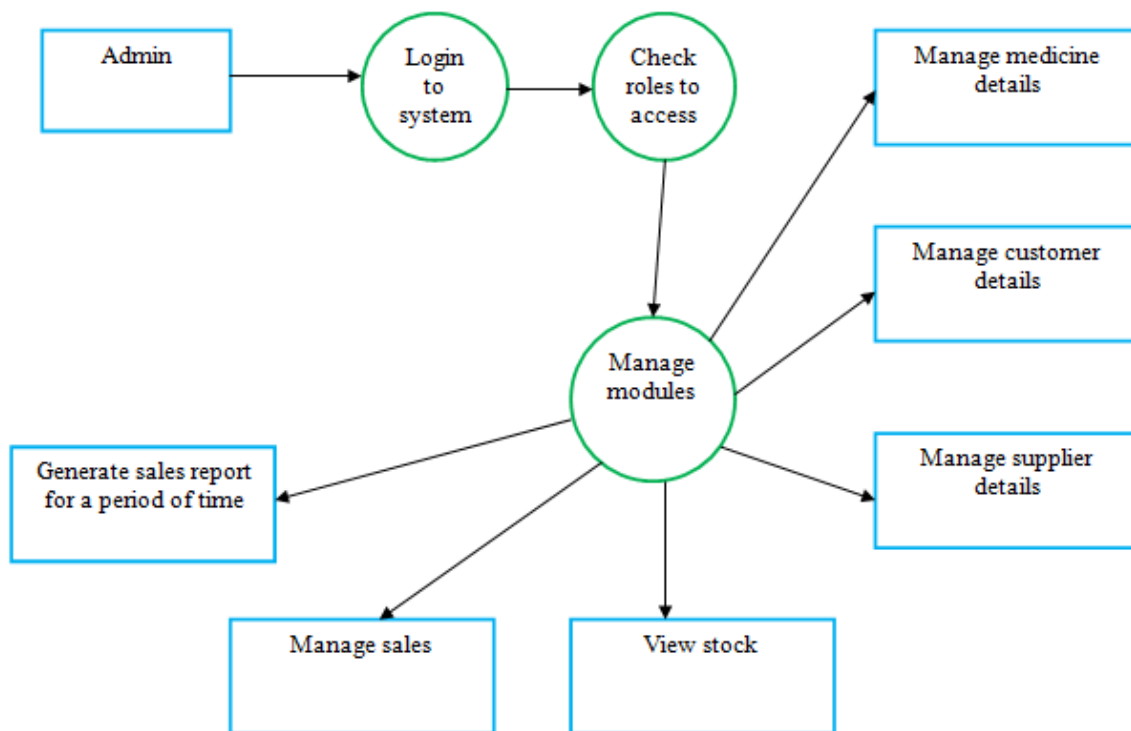 Admin
Login
to
system
Check
roles to
access
Manage medicine
details
Manage customer
details
Manage
modules
Manage supplier
details
Generate sales report
for a period of time
Manage sales
View stock